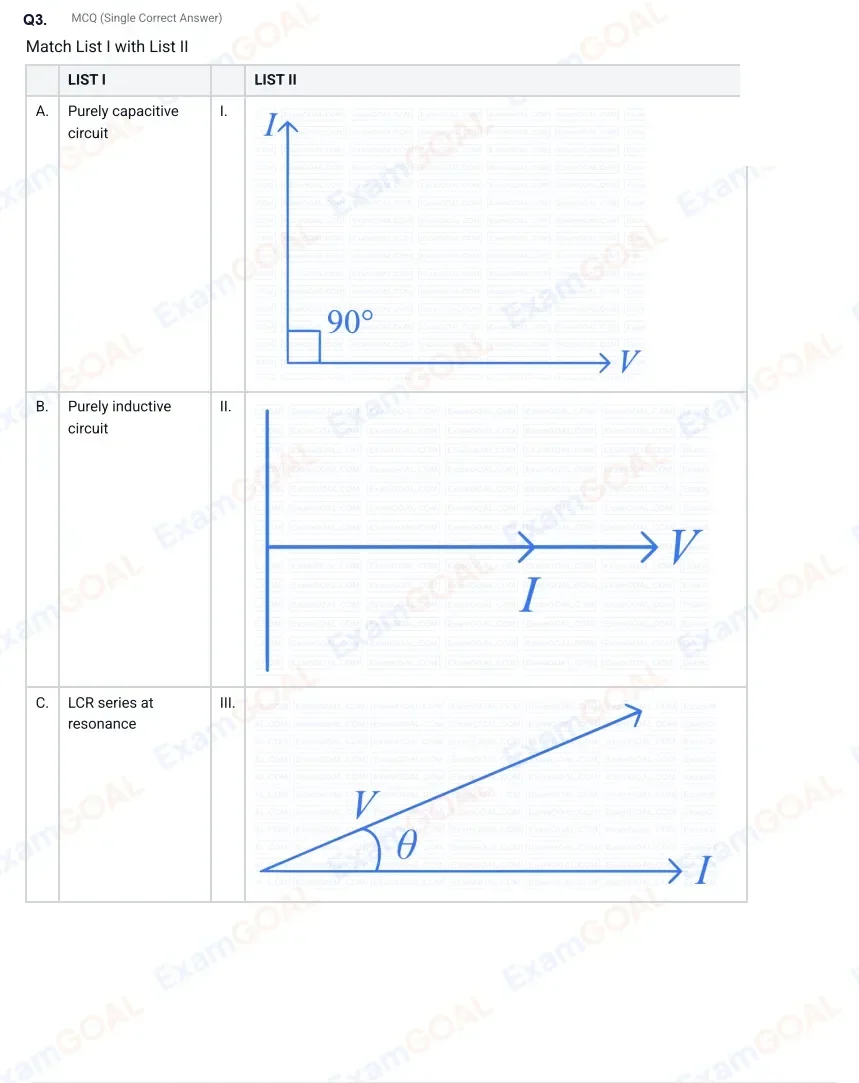 Q3. MCQ (Single Correct Answer)
Match List I with List II
LIST I LIST II
A. Purely capacitive circuit I.
I
90°
V
B. Purely inductive circuit II.
V
I
C. LCR series at resonance III.
V
θ
I
ExamGOAL